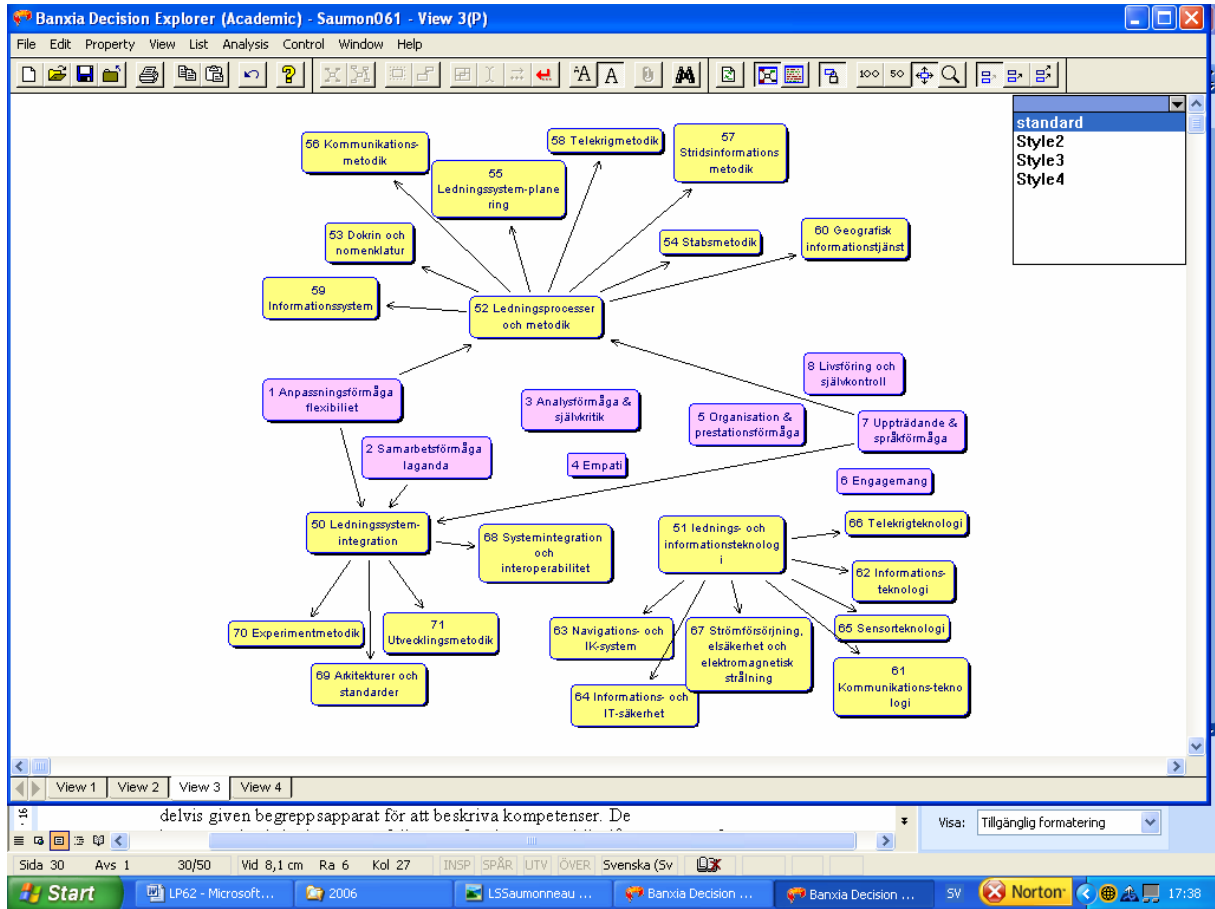 Banxia Decision Explorer (Academic) - Saumon061 - View 3(P)
File Edit Property View List Analysis Control Window Help
A A 100 50
standard
Style2
Style3
Style4
56 Kommunikations-
metodik
58 Telekrigmetodik
57
Stridsinformations
metodik
55
Ledningssystem-plane
ring
53 Dokrin och
nomenklatur
54 Stabsmetodik
60 Geografisk
informationstjänst
59
Informationssystem
52 Ledningsprocesser
och metodik
8 Livsföring och
självkontroll
1 Anpassningsförmåga
flexibiliet
3 Analysförmåga &
självkritik
5 Organisation &
prestationsförmåga
7 Uppträdande &
språkförmåga
2 Samarbetsförmåga
laganda
4 Empati
6 Engagemang
50 Ledningssystem-
integration
68 Systemintegration
och
interoperabilitet
51 lednings- och
informationsteknolog
i
66 Telekrigteknologi
62 Informations-
teknologi
70 Experimentmetodik
71
Utvecklingsmetodik
63 Navigations- och
IK-system
67 Strömförsörjning,
elsäkerhet och
elektromagnetisk
strålning
65 Sensorteknologi
69 Arkitekturer och
standarder
64 Informations- och
IT-säkerhet
61
Kommunikations-tekno
logi
View 1 View 2 View 3 View 4
16
delvis given begreppsapparat för att beskriva kompetenser. De
Visa: Tillgänglig formatering
Sida 30 Avs 1 30/50 Vid 8,1 cm Ra 6 Kol 27 INSP SPÅR UTV ÖVER Svenska (Sv
Start LP62 - Microsoft... 2006 LSSaumonneau ... Banxia Decision ... Banxia Decision ... SV Norton 17:38